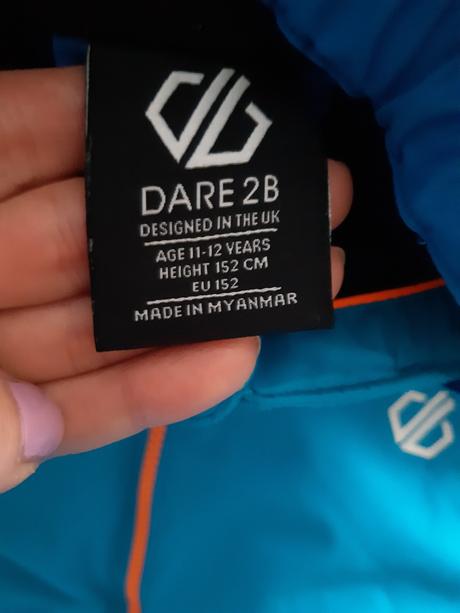 DARE 2B
DESIGNED IN THE UK
AGE 11-12 YEARS
HEIGHT 152 CM
EU 152
MADE IN MYANMAR